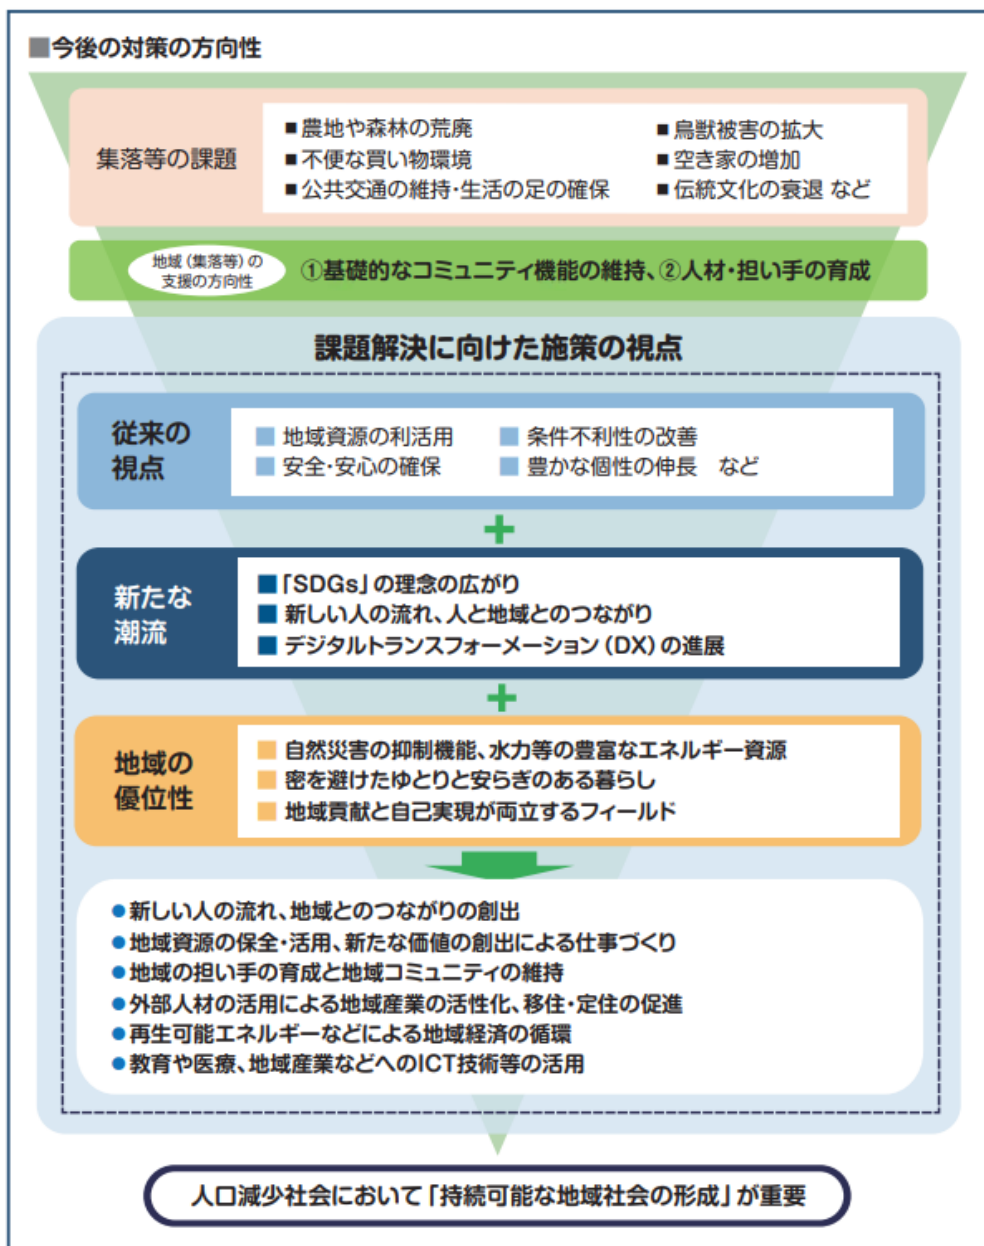 ■今後の対策の方向性
集落等の課題
■ 農地や森林の荒廃
■ 不便な買い物環境
■ 公共交通の維持・生活の足の確保
■ 鳥獣被害の拡大
■ 空き家の増加
■ 伝統文化の衰退 など
地域（集落等）の
支援の方向性
①基礎的なコミュニティ機能の維持、②人材・担い手の育成
課題解決に向けた施策の視点
従来の
視点
■ 地域資源の利活用
■ 安全・安心の確保
■ 条件不利性の改善
■ 豊かな個性の伸長　など
+
新たな
潮流
■ 「SDGs」の理念の広がり
■ 新しい人の流れ、人と地域とのつながり
■ デジタルトランスフォーメーション（DX）の進展
+
地域の
優位性
■ 自然災害の抑制機能、水力等の豊富なエネルギー資源
■ 密を避けたゆとりと安らぎのある暮らし
■ 地域貢献と自己実現が両立するフィールド
●新しい人の流れ、地域とのつながりの創出
●地域資源の保全・活用、新たな価値の創出による仕事づくり
●地域の担い手の育成と地域コミュニティの維持
●外部人材の活用による地域産業の活性化、移住・定住の促進
●再生可能エネルギーなどによる地域経済の循環
●教育や医療、地域産業などへのICT技術等の活用
人口減少社会において「持続可能な地域社会の形成」が重要